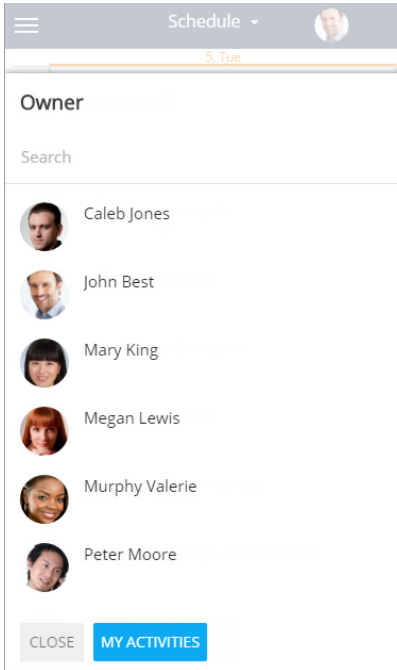 Schedule
5, Tue
Owner
Search
Caleb Jones
John Best
Mary King
Megan Lewis
Murphy Valerie
Peter Moore
CLOSE MY ACTIVITIES